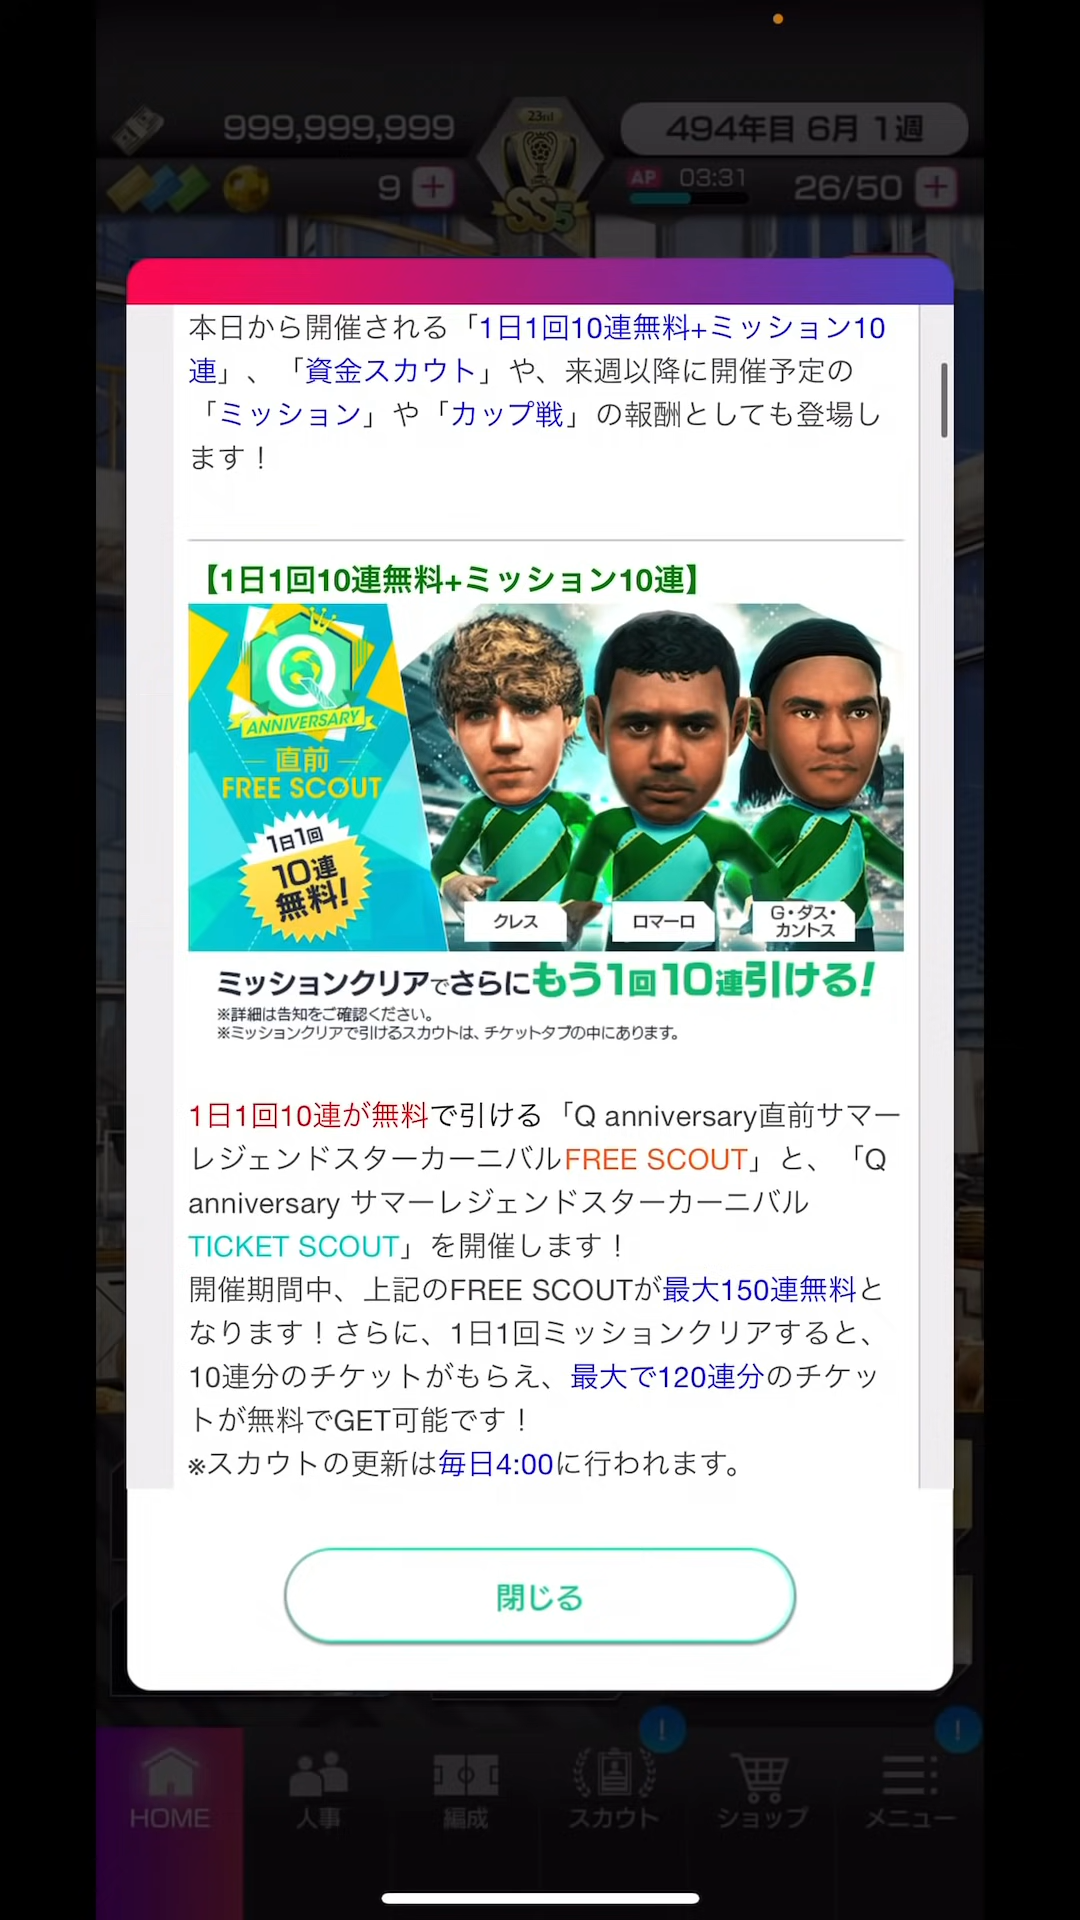 999,999,999
23rd
494年目 6月 1週
9
SS5
AP 03:31
26/50
本日から開催される「1日1回10連無料+ミッション10
連」、「資金スカウト」や、来週以降に開催予定の
「ミッション」や「カップ戦」の報酬としても登場し
ます！
【1日1回10連無料+ミッション10連】
Q
ANNIVERSARY
直前
FREE SCOUT
1日1回
10連
無料!
クレス
ロマーロ
G・ダス・
カントス
ミッションクリアでさらにもう1回10連引ける!
※詳細は告知をご確認ください。
※ミッションクリアで引けるスカウトは、チケットタブの中にあります。
1日1回10連が無料で引ける「Q anniversary直前サマー
レジェンドスターカーニバルFREE SCOUT」と、「Q
anniversary サマーレジェンドスターカーニバル
TICKET SCOUT」を開催します！
開催期間中、上記のFREE SCOUTが最大150連無料と
なります！さらに、1日1回ミッションクリアすると、
10連分のチケットがもらえ、最大で120連分のチケッ
トが無料でGET可能です！
※スカウトの更新は毎日4:00に行われます。
閉じる
HOME
人事
編成
スカウト
ショップ
メニュー